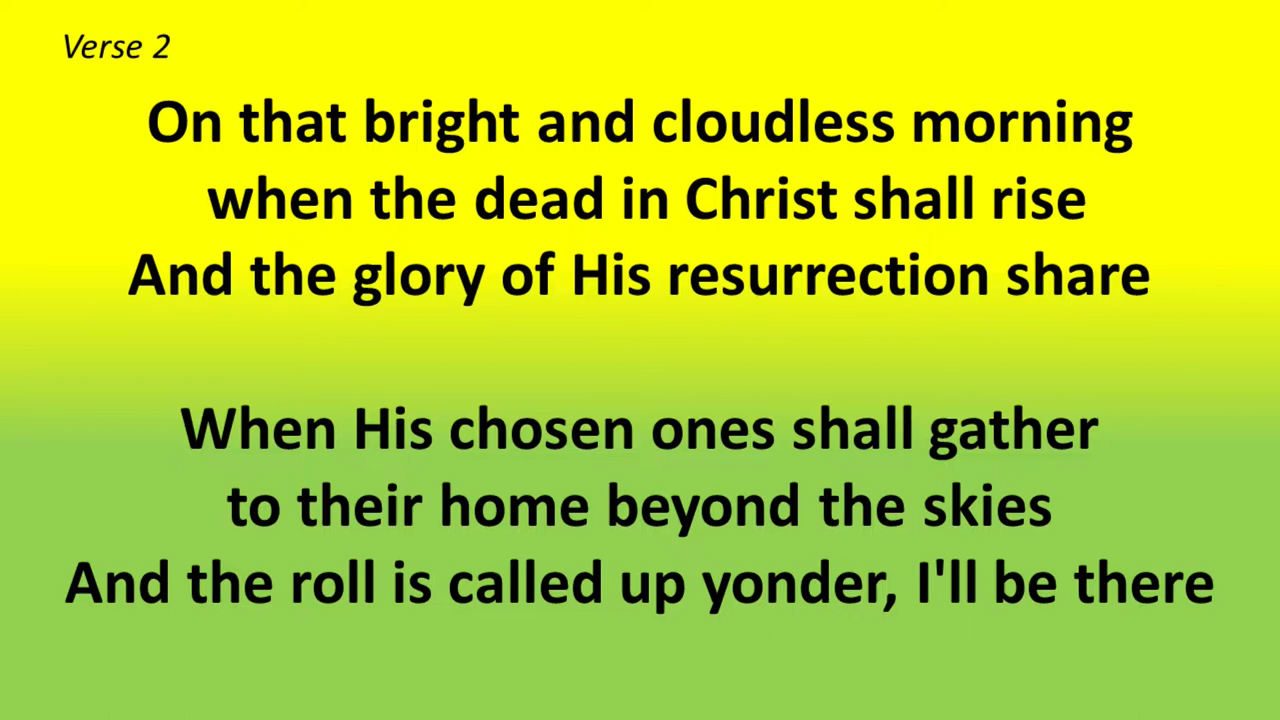 Verse 2
On that bright and cloudless morning
when the dead in Christ shall rise
And the glory of His resurrection share
When His chosen ones shall gather
to their home beyond the skies
And the roll is called up yonder, I'll be there